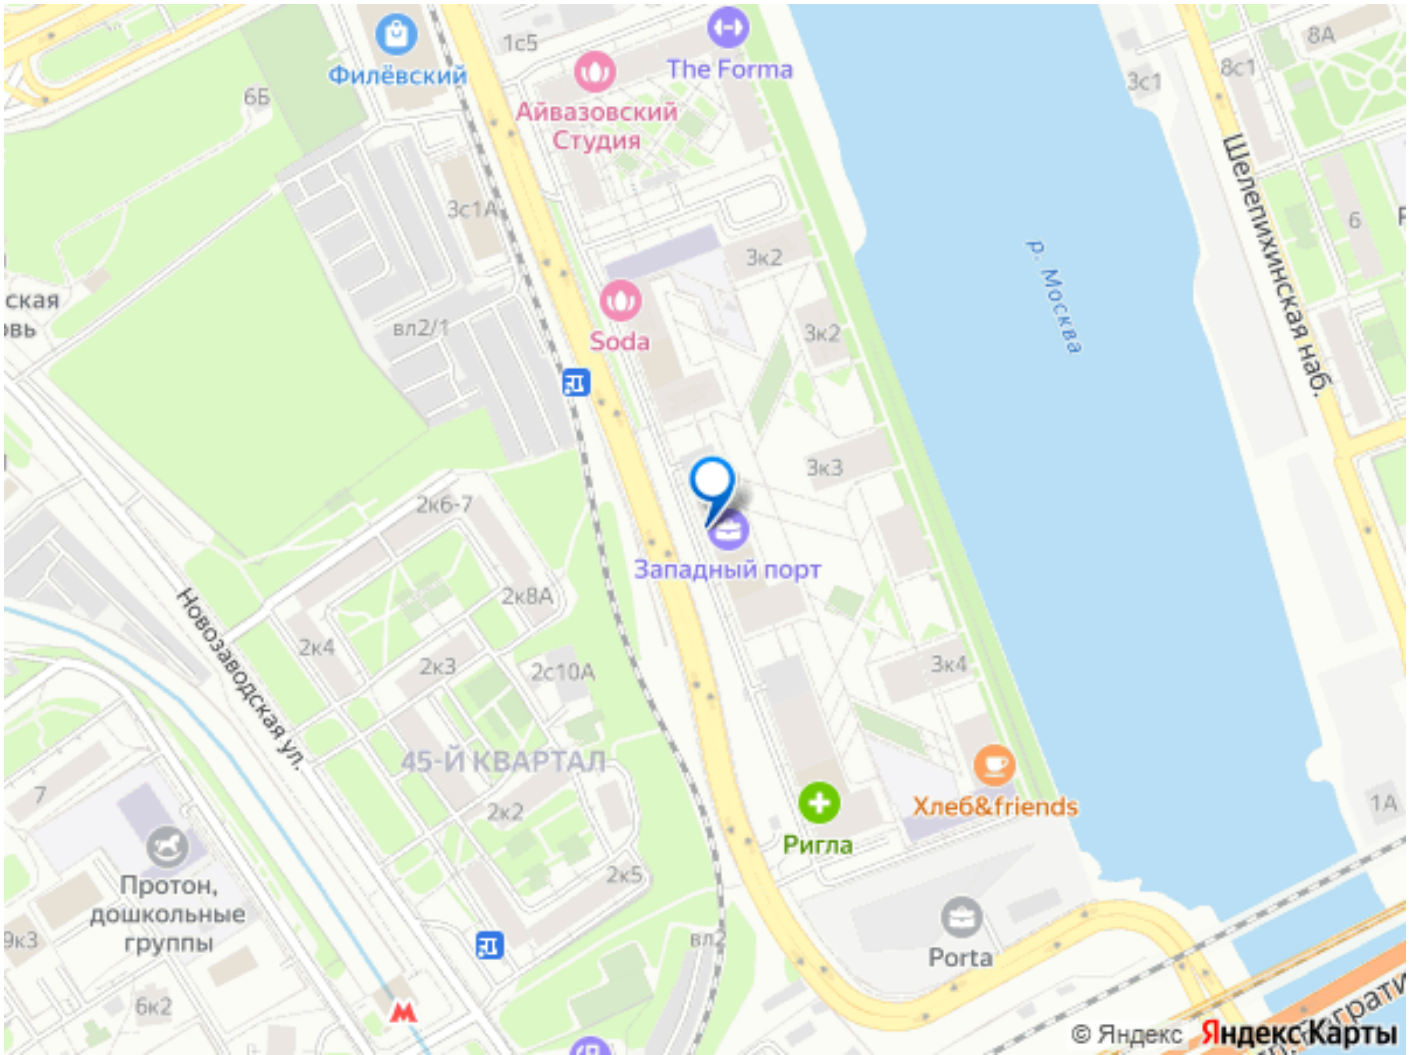 1с5
The Forma
8А
8с1
3с1
Филёвский
6Б
Айвазовский
Студия
Шелепихинская наб.
3с1А
6
3к2
р. Москва
ская
вл2/1
3к2
Soda
3к3
2к6-7
Западный порт
2к8А
Новозаводская ул.
2к4
2к3
2с10А
3к4
45-Й КВАРТАЛ
7
2к2
Хлеб&friends
1А
Ригла
2к5
Протон,
дошкольные
группы
9к3
вл2
Porta
6к2
М
© Яндекс Яндекс Карты